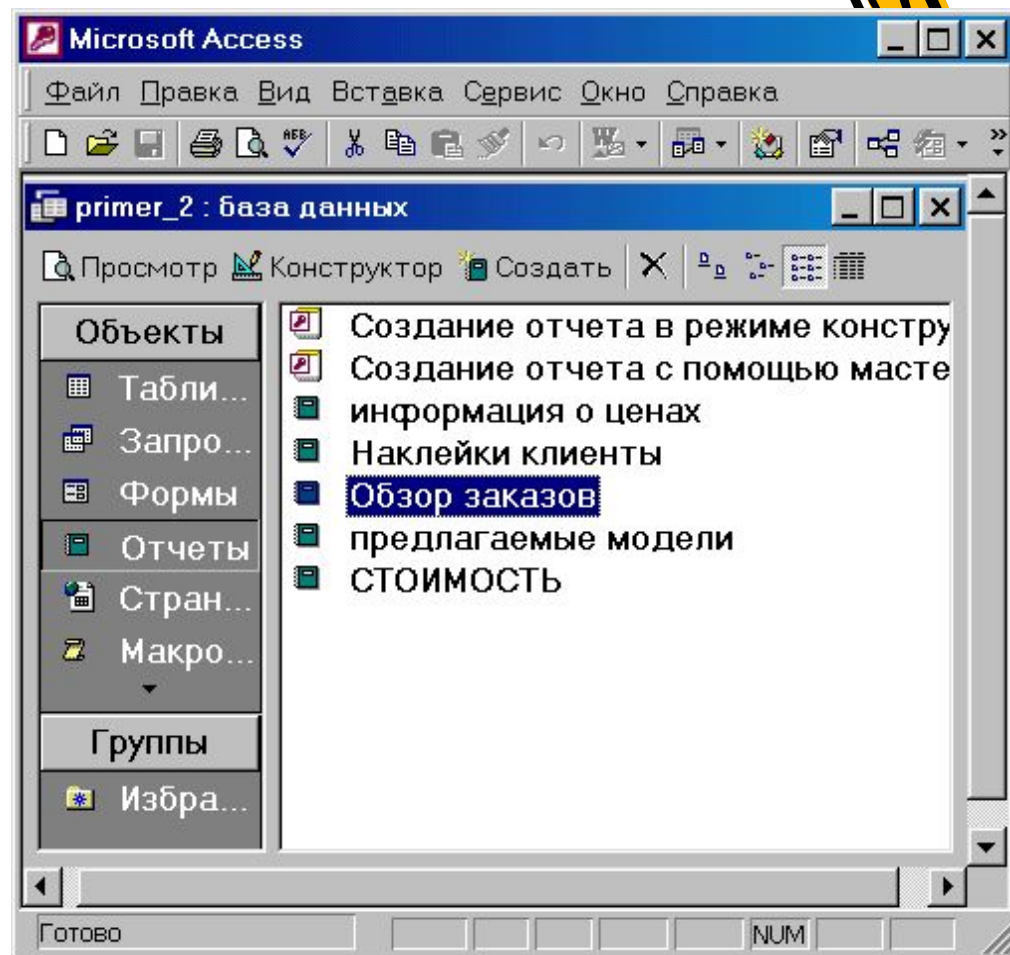 Microsoft Access
Файл Правка Вид Вставка Сервис Окно Справка
primer_2 : база данных
Просмотр Конструктор Создать
Объекты
Табли...
Запро...
Формы
Отчеты
Стран...
Макро...
Группы
Избра...
Создание отчета в режиме констру
Создание отчета с помощью масте
информация о ценах
Наклейки клиенты
Обзор заказов
предлагаемые модели
СТОИМОСТЬ
Готово
NUM